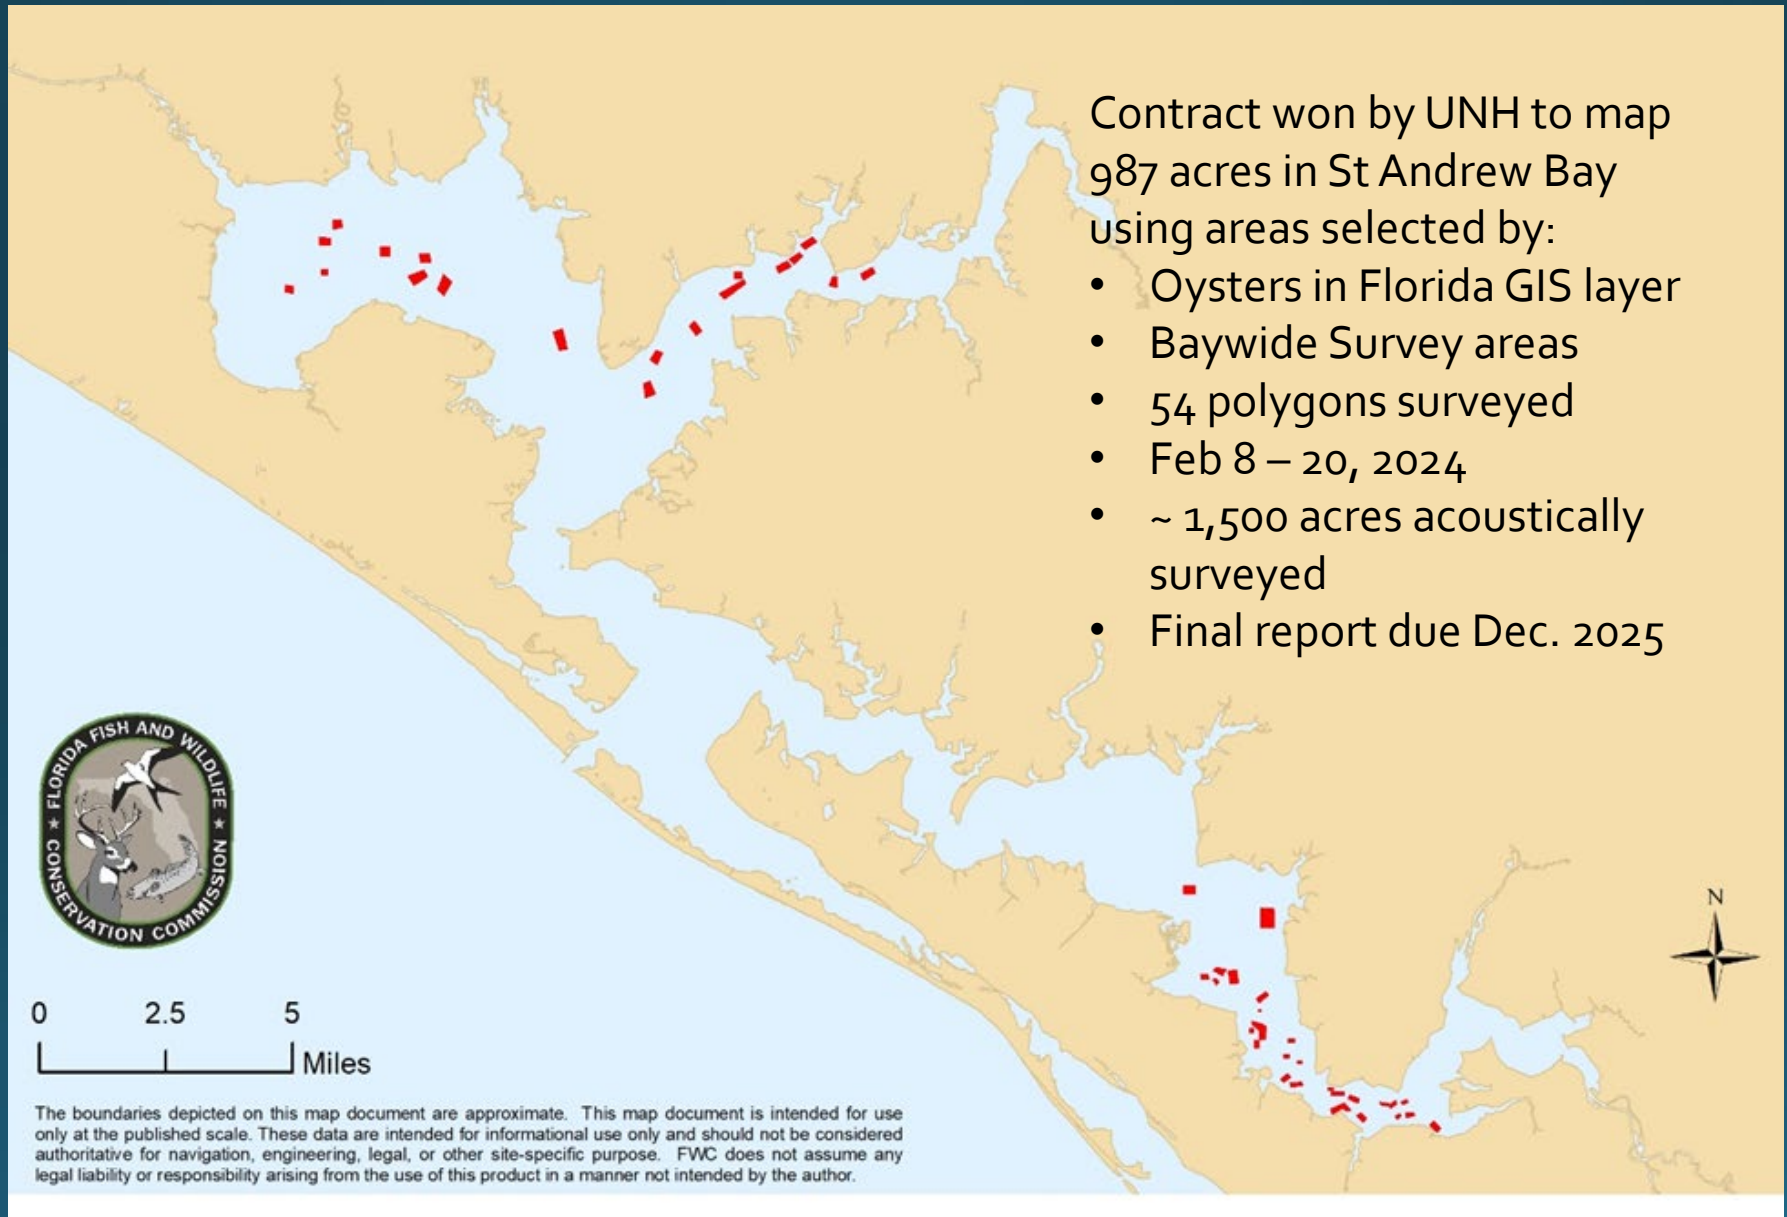 Contract won by UNH to map
987 acres in St Andrew Bay
using areas selected by:
• Oysters in Florida GIS layer
• Baywide Survey areas
• 54 polygons surveyed
• Feb 8 – 20, 2024
• ~ 1,500 acres acoustically
surveyed
• Final report due Dec. 2025
FLORIDA FISH AND WILDLIFE
CONSERVATION COMMISSION
N
0 2.5 5
Miles
The boundaries depicted on this map document are approximate. This map document is intended for use
only at the published scale. These data are intended for informational use only and should not be considered
authoritative for navigation, engineering, legal, or other site-specific purpose. FWC does not assume any
legal liability or responsibility arising from the use of this product in a manner not intended by the author.